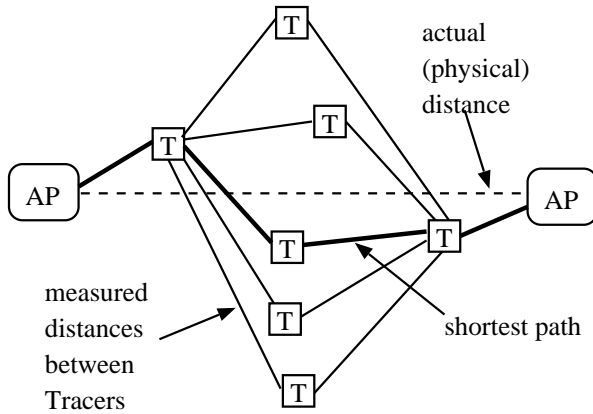 T
actual
(physical)
distance
T
T
AP
AP
T
T
measured
distances
between
Tracers
T
shortest path
T